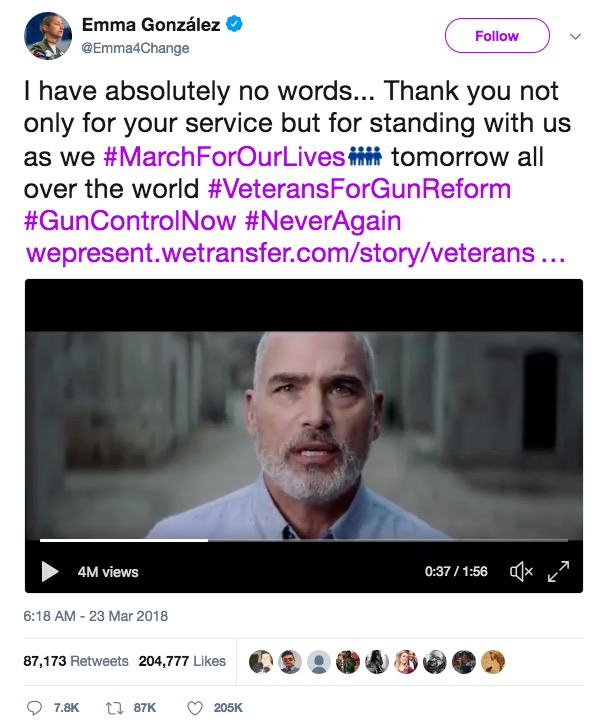 Emma González
@Emma4Change
Follow
I have absolutely no words... Thank you not
only for your service but for standing with us
as we #MarchForOurLives tomorrow all
over the world #VeteransForGunReform
#GunControlNow #NeverAgain
wepresent.wetransfer.com/story/veterans ...
4M views
0:37 / 1:56
6:18 AM - 23 Mar 2018
87,173 Retweets 204,777 Likes
7.8K 87K 205K